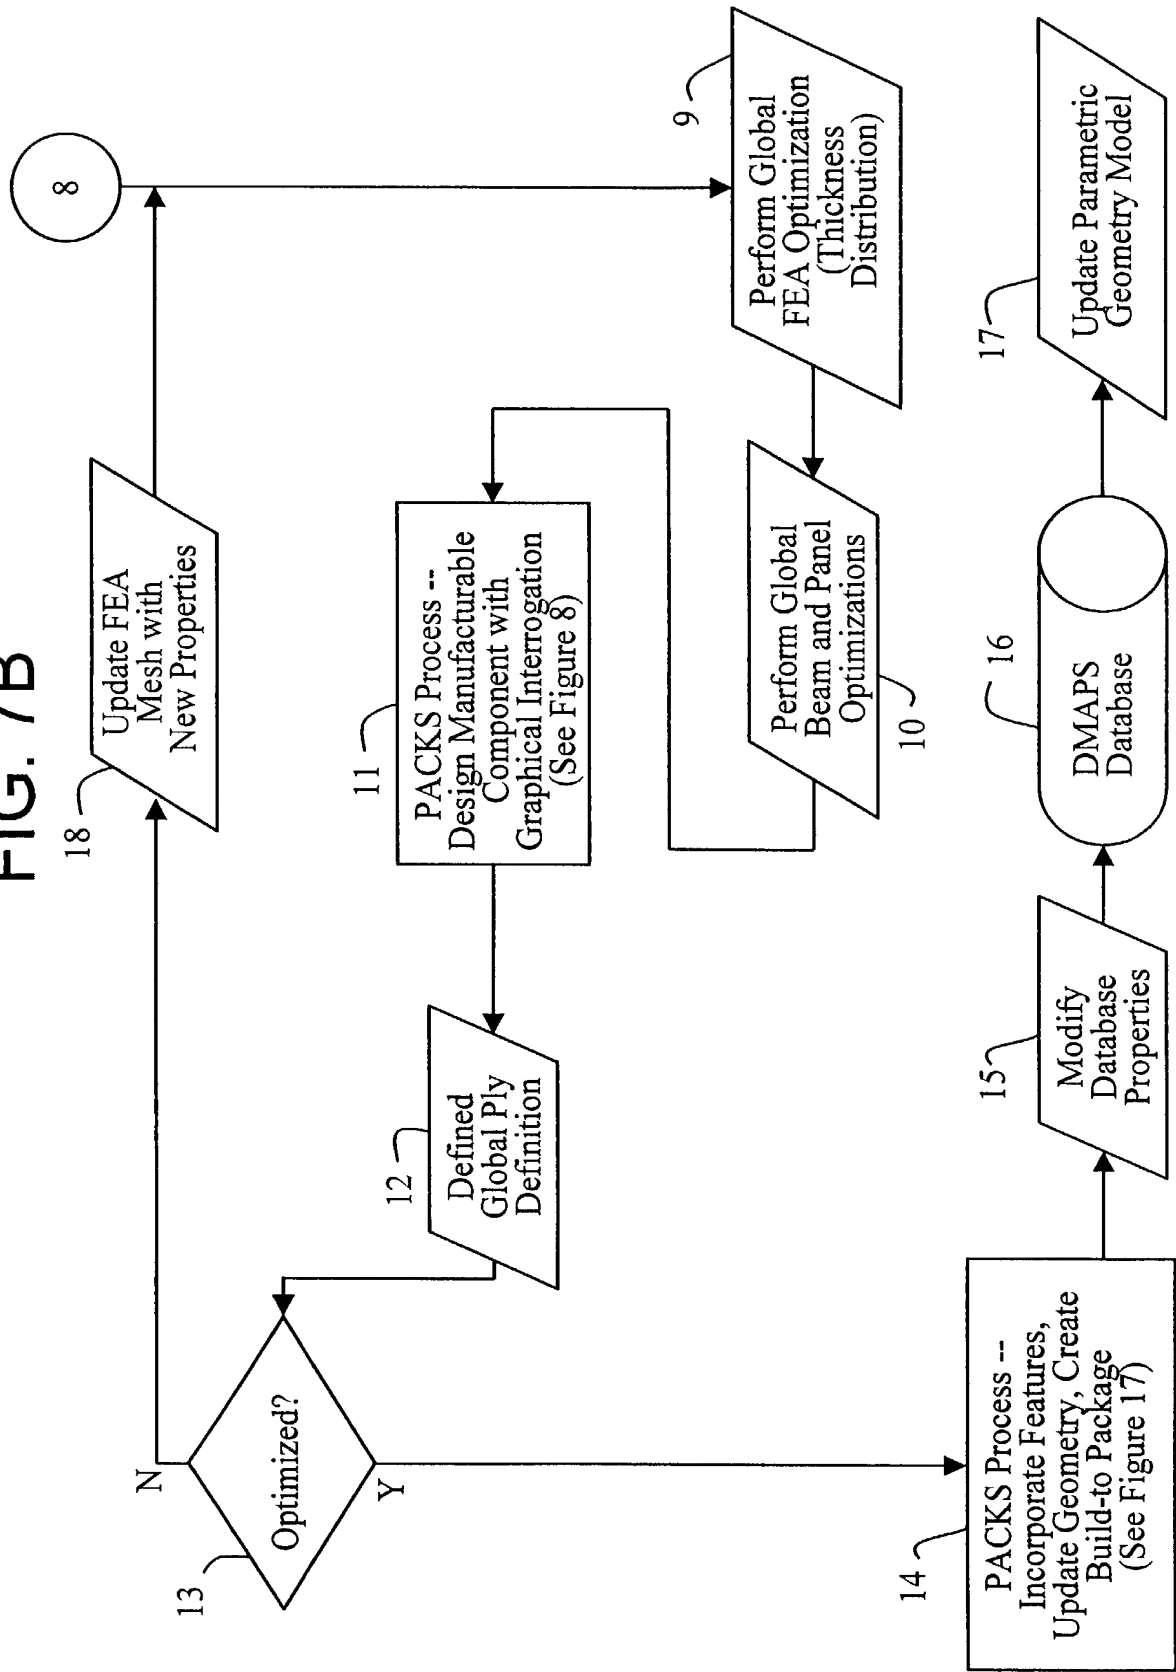 FIG. 7B
8
18
Update FEA
Mesh with
New Properties
9
Perform Global
FEA Optimization
(Thickness
Distribution)
10
Perform Global
Beam and Panel
Optimizations
11
PACKS Process --
Design Manufacturable
Component with
Graphical Interrogation
(See Figure 8)
12
Defined
Global Ply
Definition
13
Optimized?
N
Y
14
PACKS Process --
Incorporate Features,
Update Geometry, Create
Build-to Package
(See Figure 17)
15
Modify
Database
Properties
16
DMAPS
Database
17
Update Parametric
Geometry Model